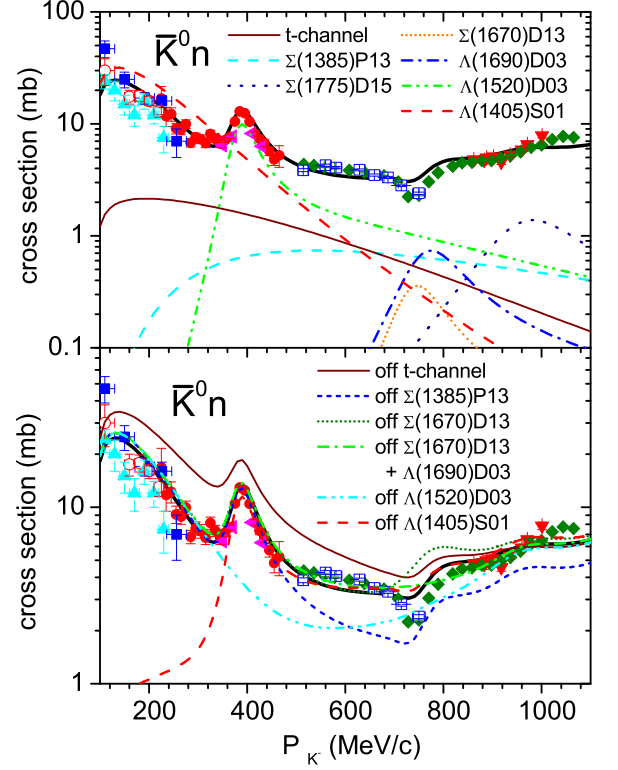 100
K̅⁰n
t-channel
Σ(1385)P13
Σ(1775)D15
Σ(1670)D13
Λ(1690)D03
Λ(1520)D03
Λ(1405)S01
10
1
0.1
cross section (mb)
K̅⁰n
off t-channel
off Σ(1385)P13
off Σ(1670)D13
off Σ(1670)D13
+ Λ(1690)D03
off Λ(1520)D03
off Λ(1405)S01
10
1
cross section (mb)
200 400 600 800 1000
P K⁻ (MeV/c)